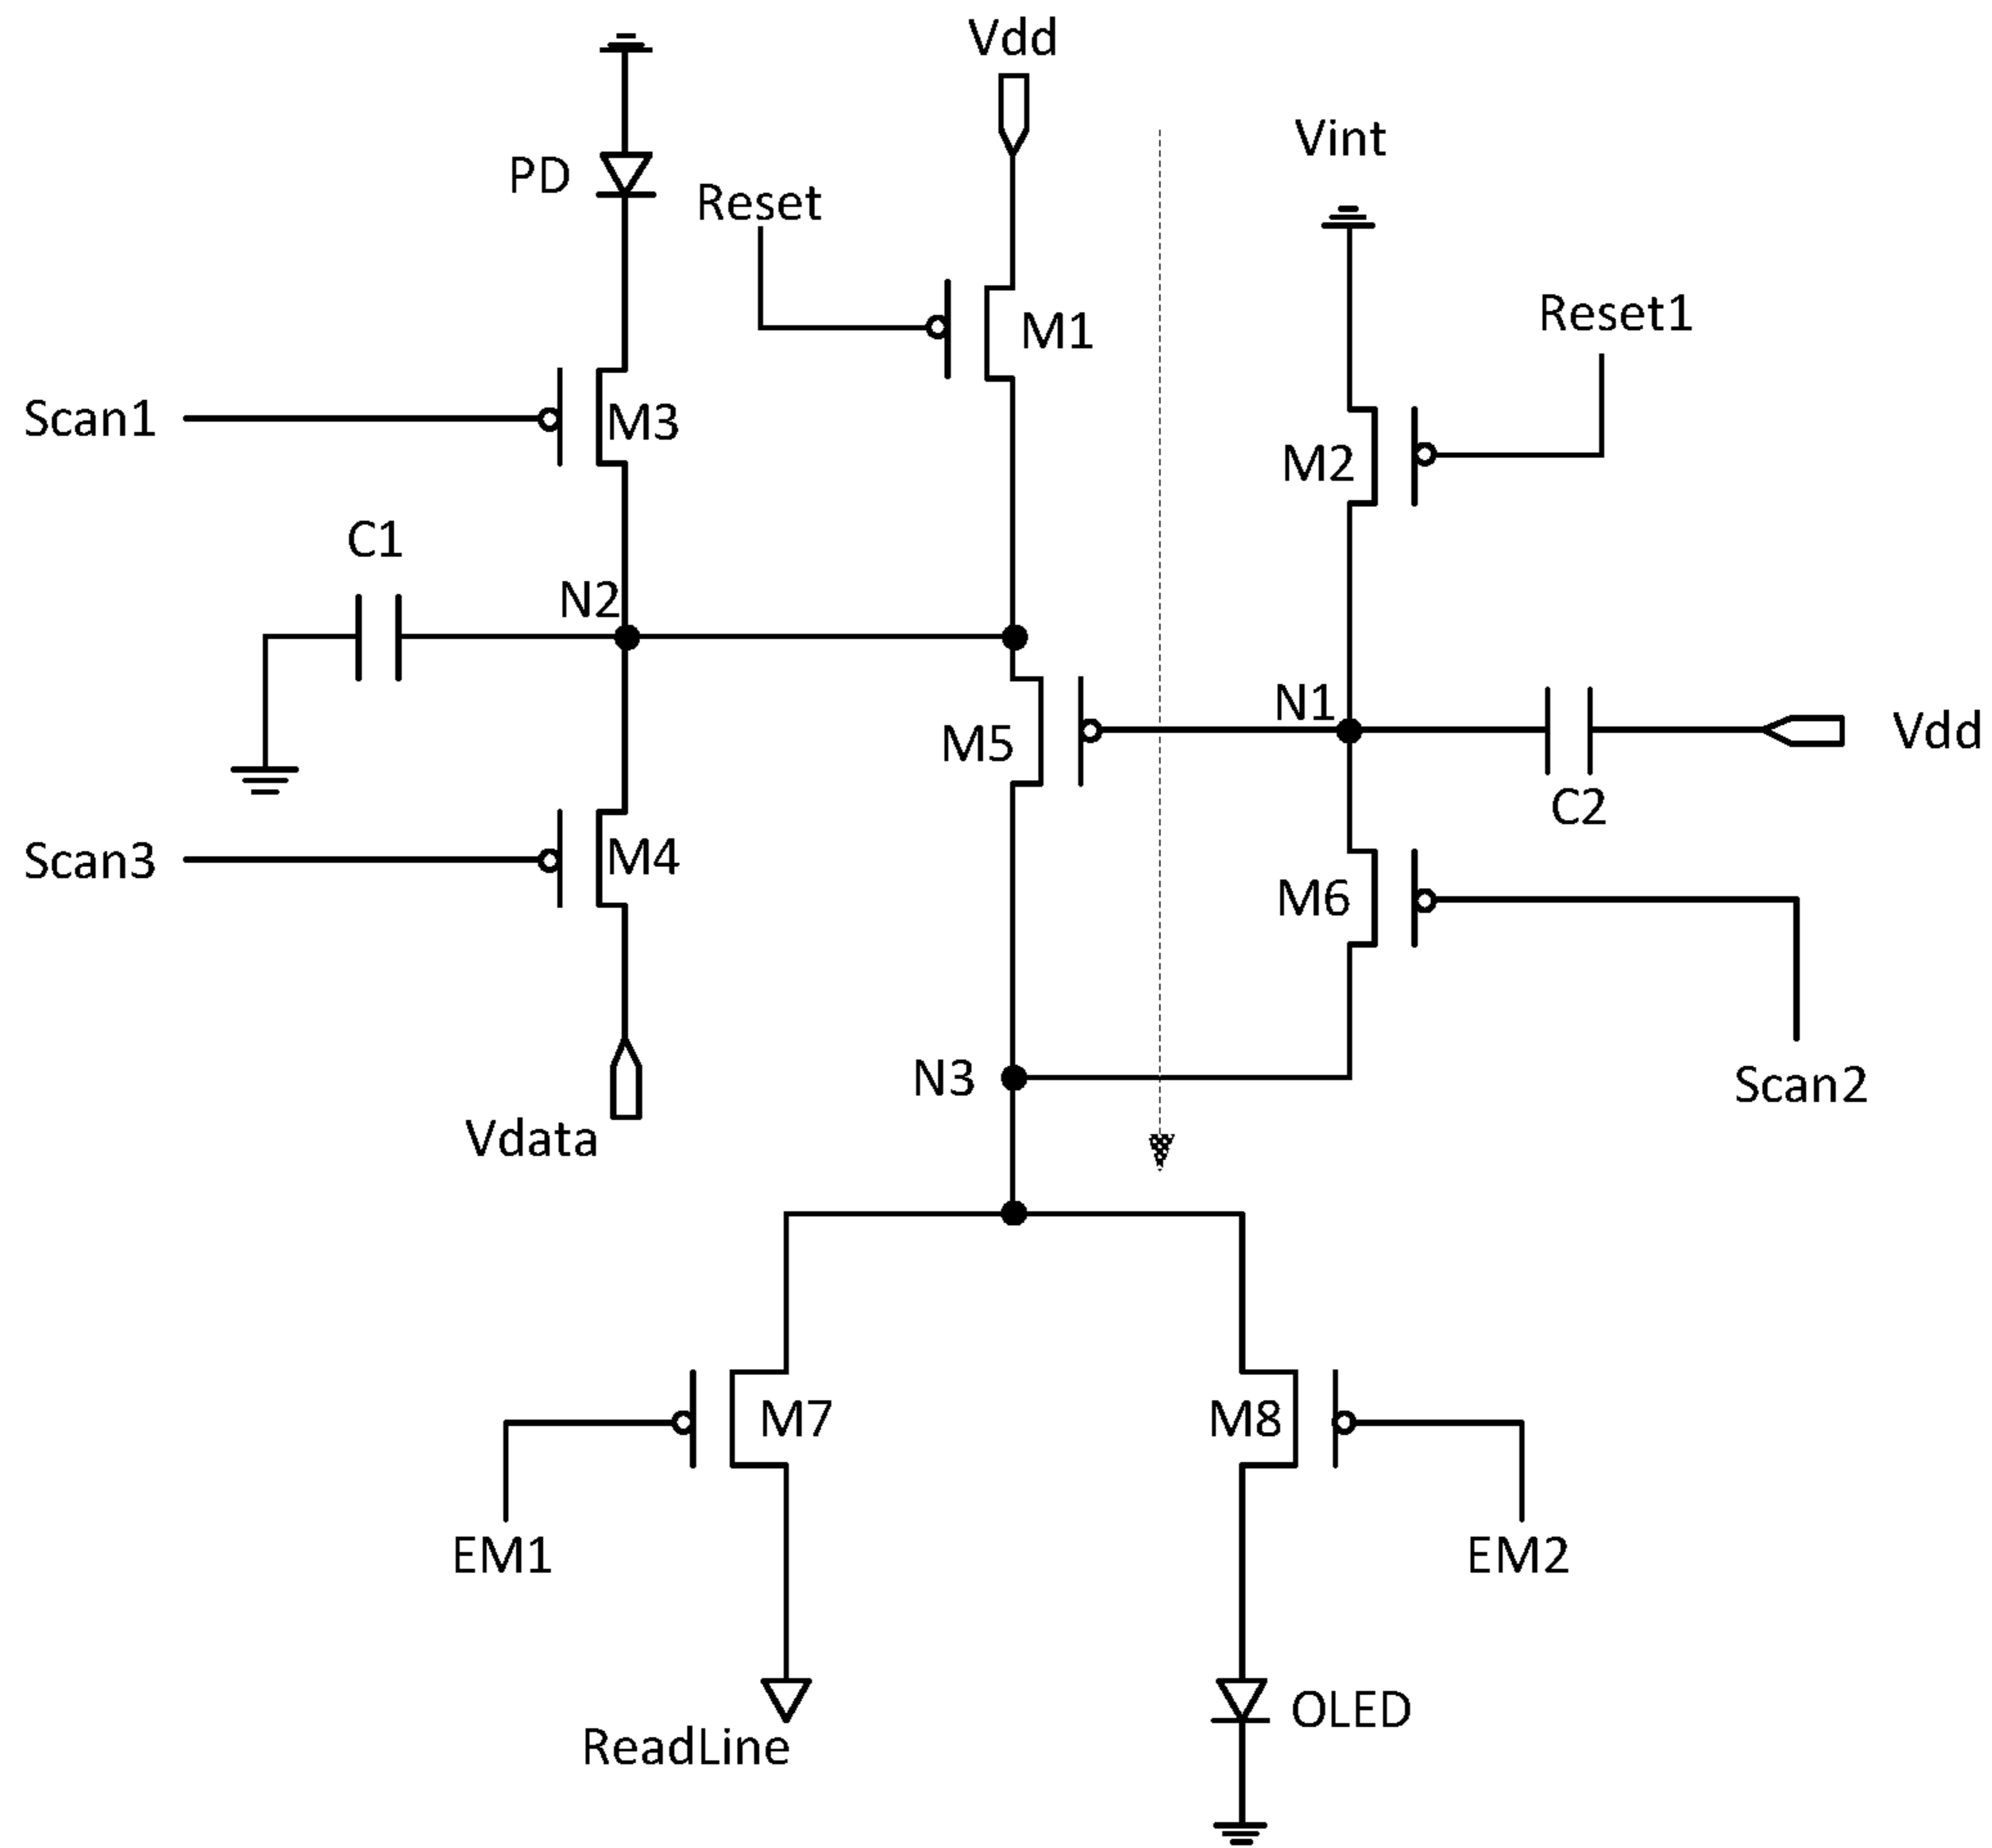 Vdd
Vint
PD
Reset
Reset1
M1
Scan1
M3
M2
C1
N2
N1
Vdd
M5
C2
Scan3
M4
M6
N3
Scan2
Vdata
M7
M8
EM1
EM2
OLED
ReadLine